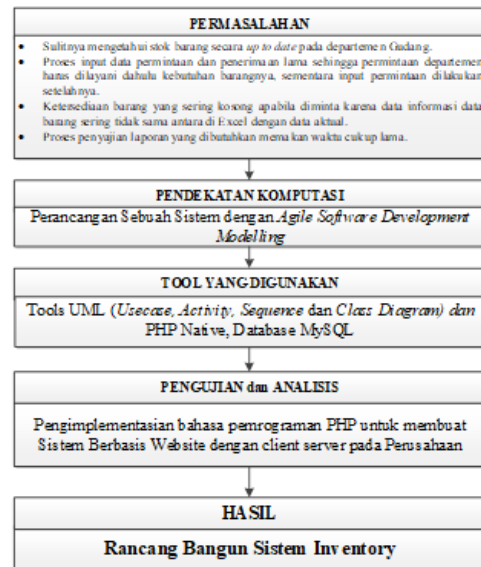 PERMASALAHAN
• Sulitnya mengetahui stok barang secara up to date pada departemen Gudang.
• Proses input data permintaan dan penerimaan lama sehingga permintaan departemen
harus dilayani dahulu kebutuhan barangnya, sementara input permintaan dilakukan
setelahnya.
• Ketersediaan barang yang sering kosong apabila diminta karena data informasi data
barang sering tidak sama antara di Excel dengan data aktual.
• Proses penyajian laporan yang dibutuhkan memakan waktu cukup lama.
PENDEKATAN KOMPUTASI
Perancangan Sebuah Sistem dengan Agile Software Development
Modelling
TOOL YANG DIGUNAKAN
Tools UML (Usecase, Activity, Sequence dan Class Diagram) dan
PHP Native, Database MySQL
PENGUJIAN dan ANALISIS
Pengimplementasian bahasa pemrograman PHP untuk membuat
Sistem Berbasis Website dengan client server pada Perusahaan
HASIL
Rancang Bangun Sistem Inventory